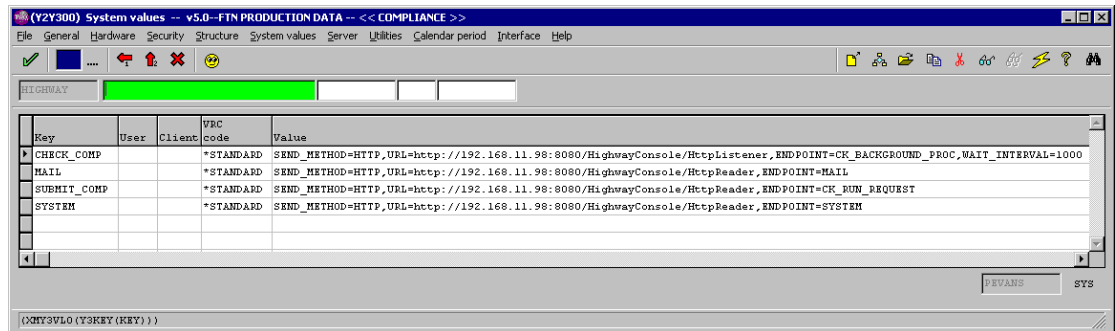 (Y2Y300) System values -- v5.0--FTN PRODUCTION DATA -- << COMPLIANCE >>
File General Hardware Security Structure System values Server Utilities Calendar period Interface Help
HIGHWAY
Key User Client VRC code Value
CHECK_COMP *STANDARD SEND_METHOD=HTTP,URL=http://192.168.11.98:8080/HighwayConsole/HttpListener,ENDPOINT=CK_BACKGROUND_PROC,WAIT_INTERVAL=1000
MAIL *STANDARD SEND_METHOD=HTTP,URL=http://192.168.11.98:8080/HighwayConsole/HttpReader,ENDPOINT=MAIL
SUBMIT_COMP *STANDARD SEND_METHOD=HTTP,URL=http://192.168.11.98:8080/HighwayConsole/HttpReader,ENDPOINT=CK_RUN_REQUEST
SYSTEM *STANDARD SEND_METHOD=HTTP,URL=http://192.168.11.98:8080/HighwayConsole/HttpReader,ENDPOINT=SYSTEM
PEVANS SYS
(XMY3VLO(Y3KEY(KEY)))